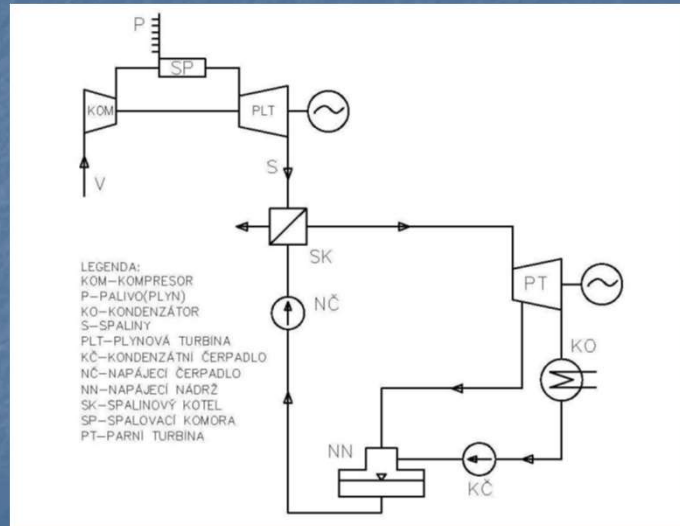 P
SP
KOM
PLT
S
V
SK
PT
NČ
KO
LEGENDA:
KOM-KOMPRESOR
P-PALIVO(PLYN)
KO-KONDENZÁTOR
S-SPALINY
PLT-PLYNOVÁ TURBÍNA
KČ-KONDENZÁTNÍ ČERPADLO
NČ-NAPÁJECÍ ČERPADLO
NN-NAPÁJECÍ NÁDRŽ
SK-SPALINOVÝ KOTEL
SP-SPALOVACÍ KOMORA
PT-PARNÍ TURBÍNA
NN
KČ